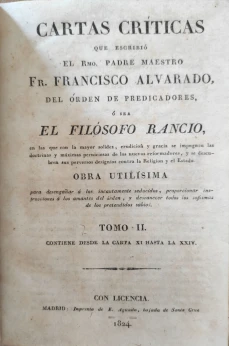 CARTAS CRÍTICAS
QUE ESCRIBIÓ
EL RMO. PADRE MAESTRO
FR. FRANCISCO ALVARADO,
DEL ÓRDEN DE PREDICADORES,
Ó SEA
EL FILÓSOFO RANCIO,
en las que con la mayor solidez, erudicion y gracia se impugnan las
doctrinas y máximas perniciosas de los nuevos reformadores, y se descu-
bren sus perversos designios contra la Religion y el Estado.
OBRA UTILÍSIMA
para desengañar á los incautamente seducidos, proporcionar ins-
trucciones á los amantes del órden, y desvanecer todos los sofismas
de los pretendidos sabios.
TOMO II.
CONTIENE DESDE LA CARTA XI HASTA LA XXIV.
CON LICENCIA.
MADRID: Imprenta de E. Aguado, bajada de Santa Cruz
1824.